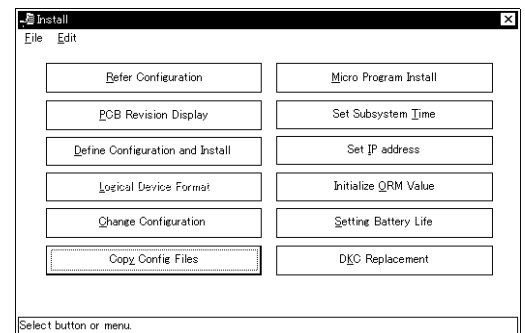 Install
File Edit
Refer Configuration
Micro Program Install
PCB Revision Display
Set Subsystem Time
Define Configuration and Install
Set IP address
Logical Device Format
Initialize ORM Value
Change Configuration
Setting Battery Life
Copy Config Files
DKC Replacement
Select button or menu.